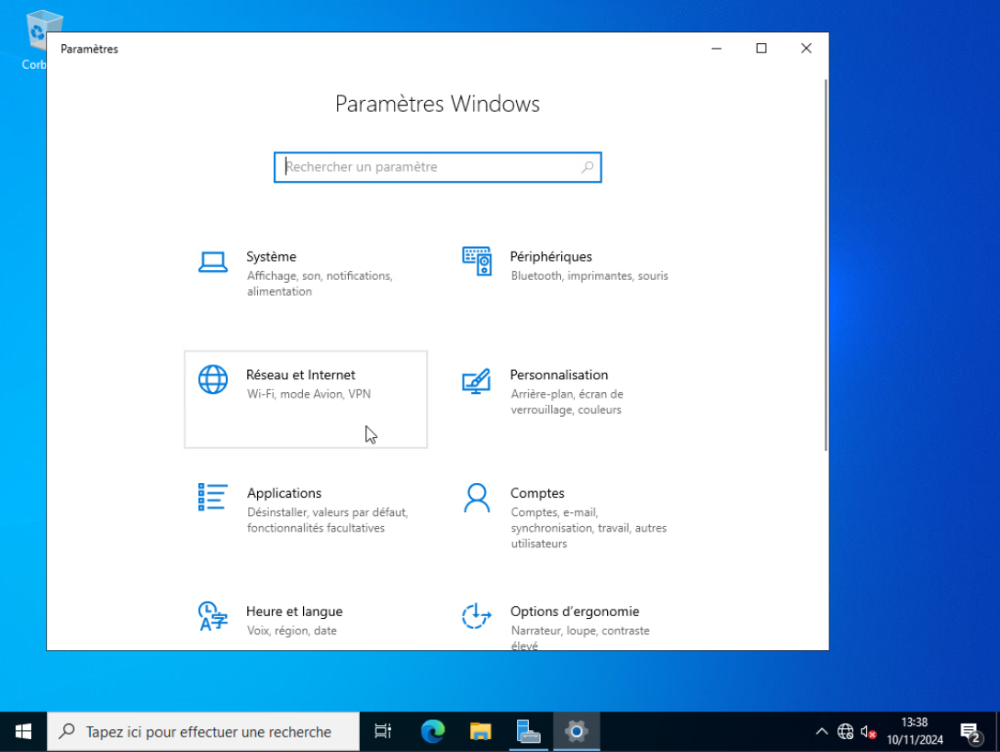 Corb
Paramètres
Paramètres Windows
Rechercher un paramètre
Système
Affichage, son, notifications,
alimentation
Périphériques
Bluetooth, imprimantes, souris
Réseau et Internet
Wi-Fi, mode Avion, VPN
Personnalisation
Arrière-plan, écran de
verrouillage, couleurs
Applications
Désinstaller, valeurs par défaut,
fonctionnalités facultatives
Comptes
Comptes, e-mail,
synchronisation, travail, autres
utilisateurs
Heure et langue
Voix, région, date
Options d’ergonomie
Narrateur, loupe, contraste
élevé
Tapez ici pour effectuer une recherche
13:38
10/11/2024
2